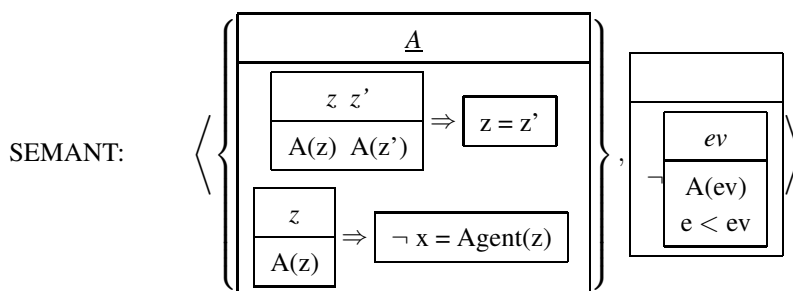 A
z z'
A(z) A(z') ⇒ z = z'
SEMANT: ⟨ { } , ¬ ⟩
ev
A(ev)
e < ev
z
A(z) ⇒ ¬ x = Agent(z)